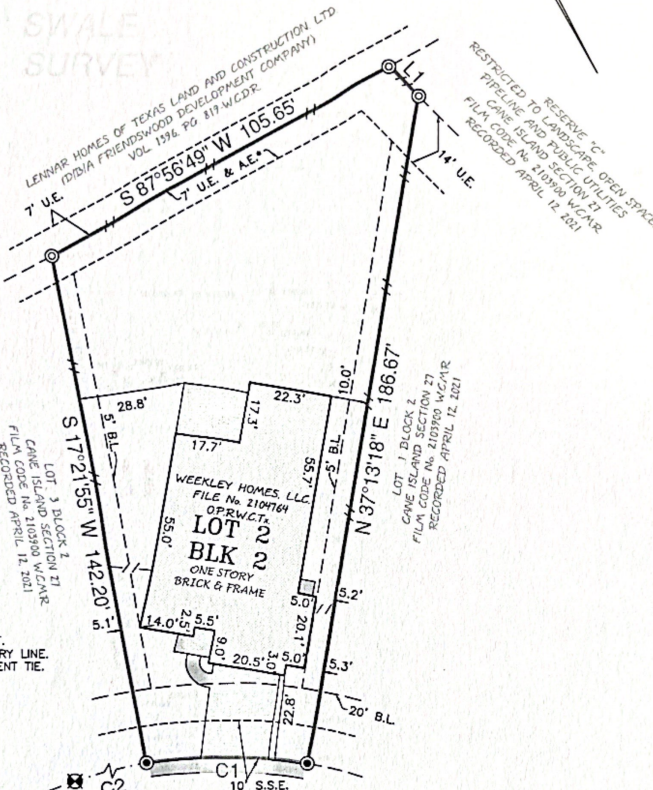 SWALE
SURVEY
LENNAR HOMES OF TEXAS LAND AND CONSTRUCTION LTD
(D/B/A FRIENDSWOOD DEVELOPMENT COMPANY)
VOL 1396, PG 819 W.C.D.R
S 87°56'49" W 105.65'
7' U.E.
7' U.E. & A.E.*
L1
14' U.E.
RESERVE "C"
RESTRICTED TO LANDSCAPE, OPEN SPACE
PIPELINE AND PUBLIC UTILITIES
CANE ISLAND SECTION 27
FILM CODE No. 2103900 W.C.M.R
RECORDED APRIL 12, 2021
N 37°13'18" E 186.67'
LOT 1 BLOCK 2
CANE ISLAND SECTION 27
FILM CODE No. 2103900 W.C.M.R
RECORDED APRIL 12, 2021
S 17°21'55" W 142.20'
LOT 3 BLOCK 2
CANE ISLAND SECTION 27
FILM CODE No. 2103900 W.C.M.R
RECORDED APRIL 12, 2021
28.8'
22.3'
10.0'
17.3'
17.7'
5' B.L.
5' B.L.
55.7'
55.0'
WEEKLEY HOMES, LLC.
FILE No. 2104764
O.P.R.W.C.Tx.
LOT 2
BLK 2
ONE STORY
BRICK & FRAME
5.0'
5.2'
20.1'
5.1'
14.0'
2.5'
5.5'
9.0'
20.5'
3.0'
5.0'
5.3'
22.8'
20' B.L.
RY LINE.
ENT TIE.
C1
C2
10' S.S.E.